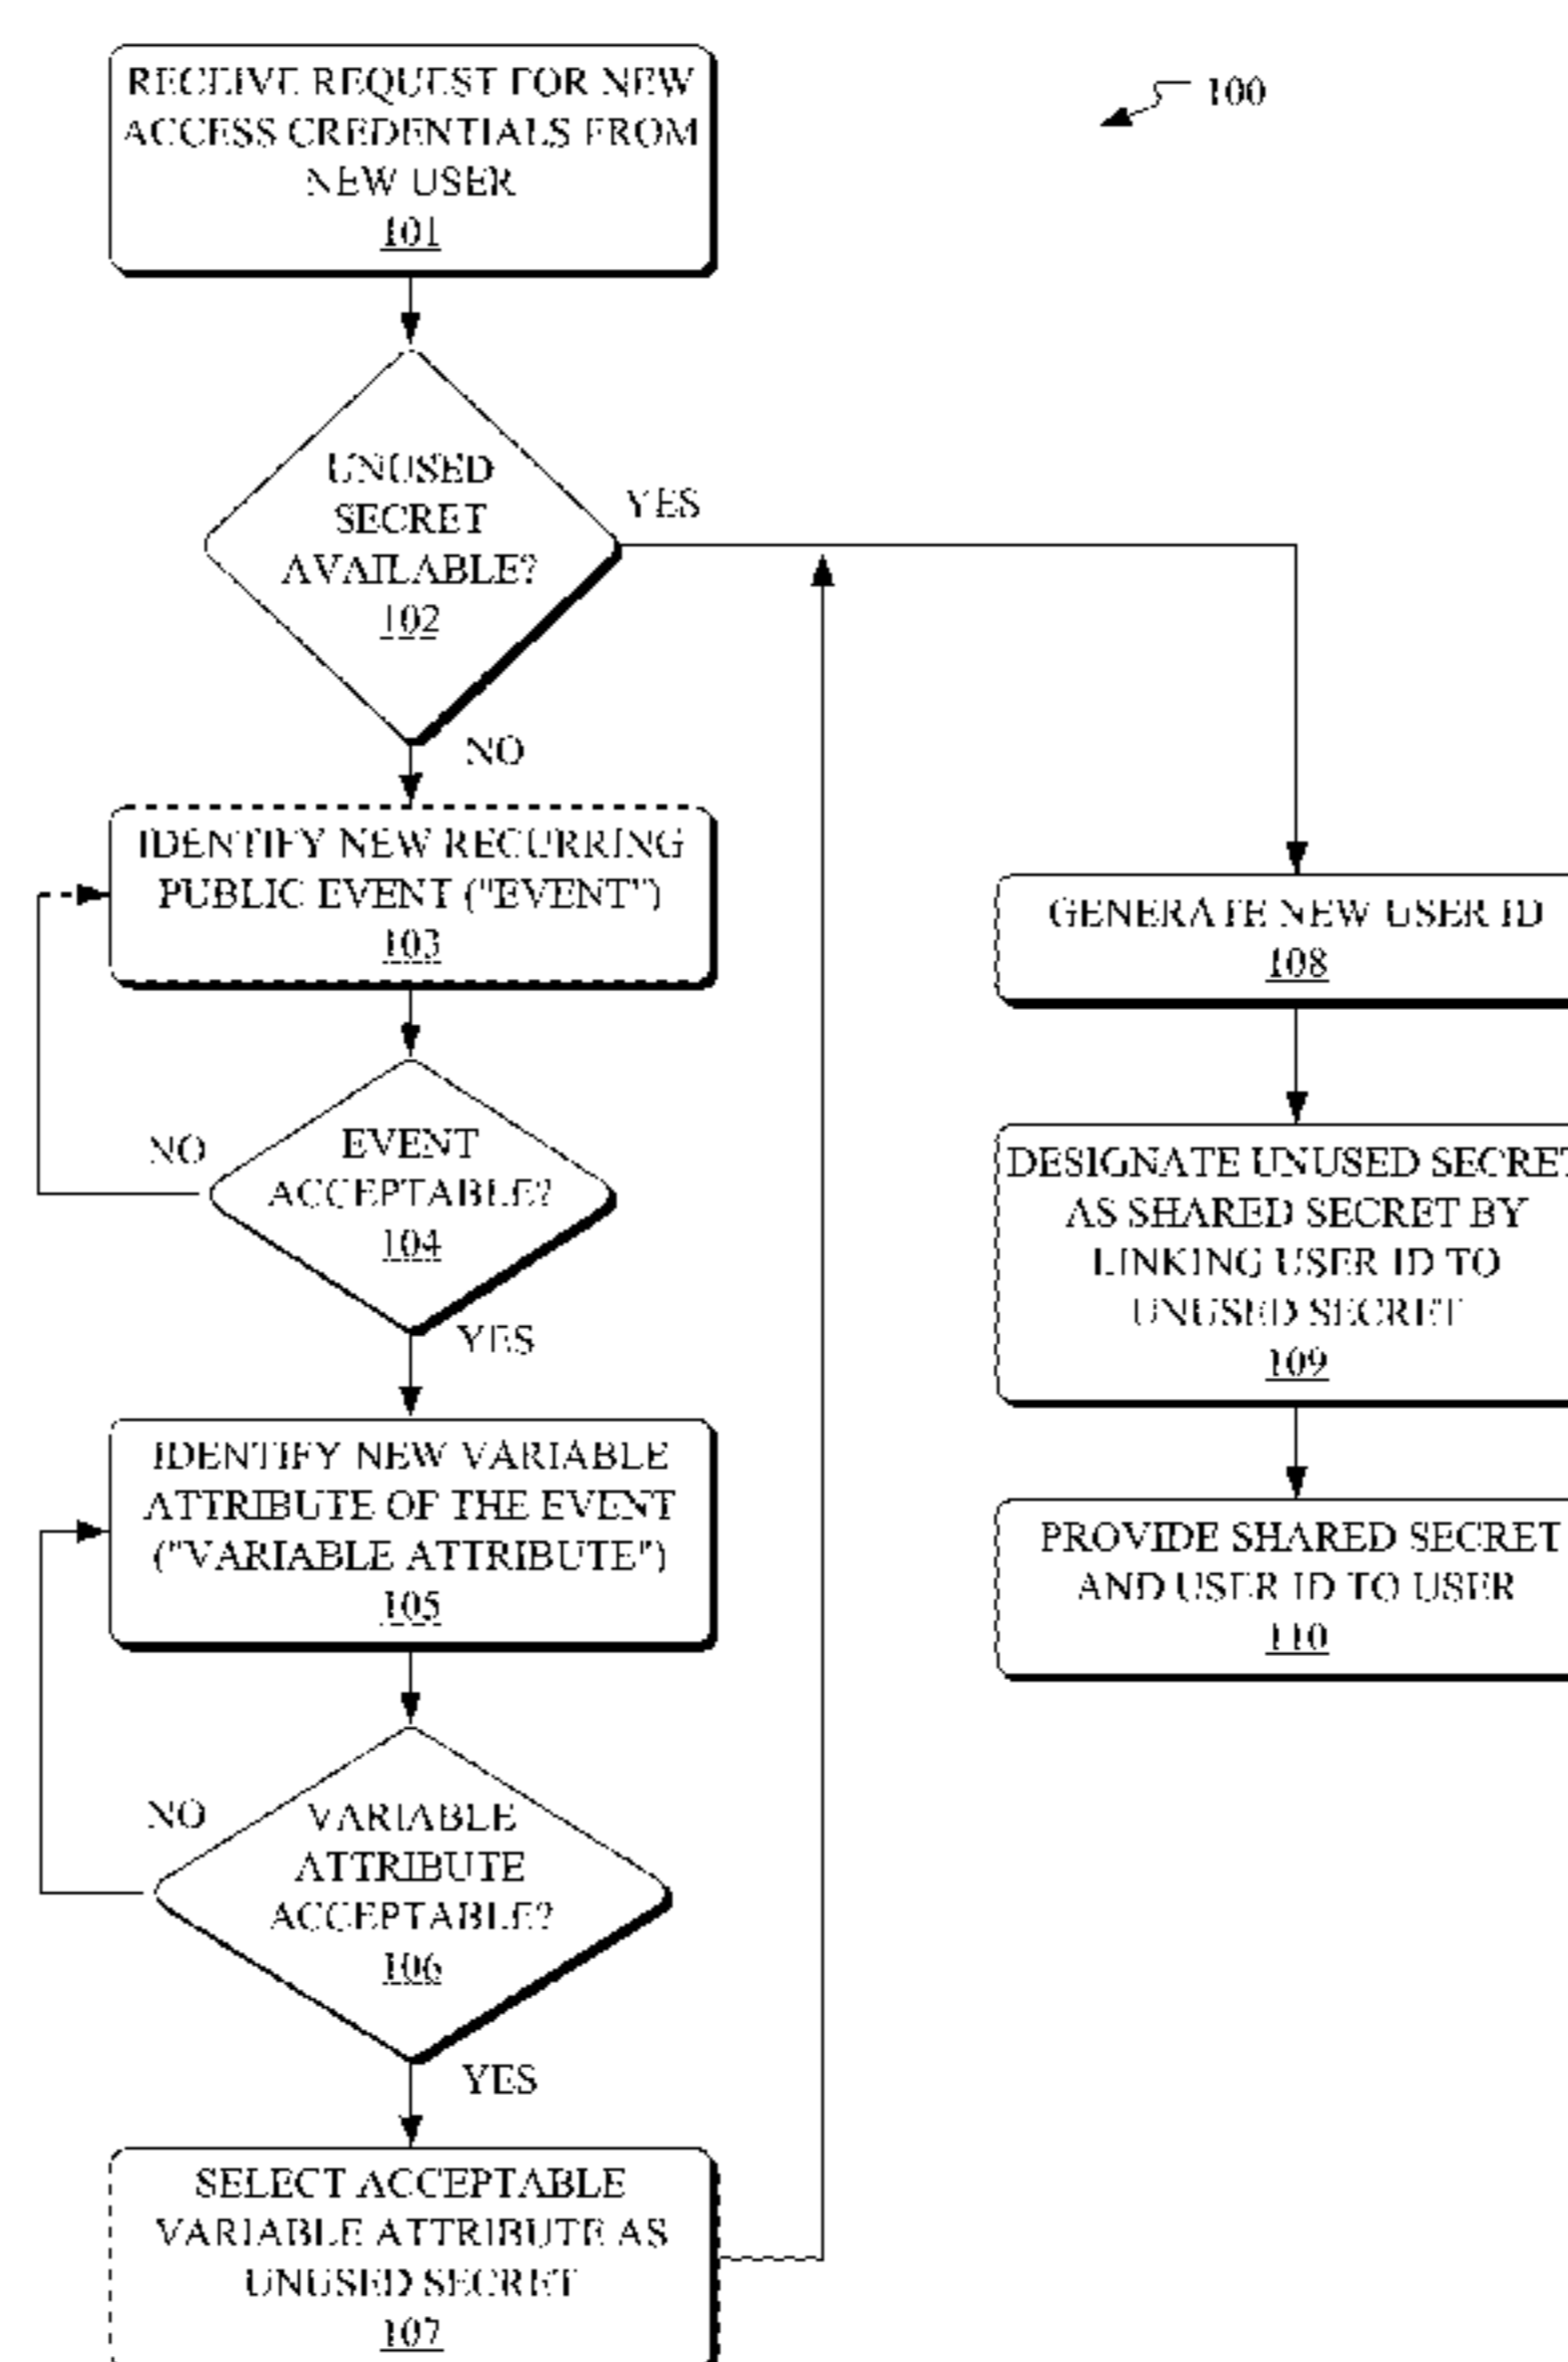 RECEIVE REQUEST FOR NEW
ACCESS CREDENTIALS FROM
NEW USER
101
100
UNUSED
SECRET
AVAILABLE?
102
YES
NO
IDENTIFY NEW RECURRING
PUBLIC EVENT ("EVENT")
103
EVENT
ACCEPTABLE?
104
NO
YES
IDENTIFY NEW VARIABLE
ATTRIBUTE OF THE EVENT
("VARIABLE ATTRIBUTE")
105
VARIABLE
ATTRIBUTE
ACCEPTABLE?
106
NO
YES
SELECT ACCEPTABLE
VARIABLE ATTRIBUTE AS
UNUSED SECRET
107
GENERATE NEW USER ID
108
DESIGNATE UNUSED SECRET
AS SHARED SECRET BY
LINKING USER ID TO
UNUSED SECRET
109
PROVIDE SHARED SECRET
AND USER ID TO USER
110